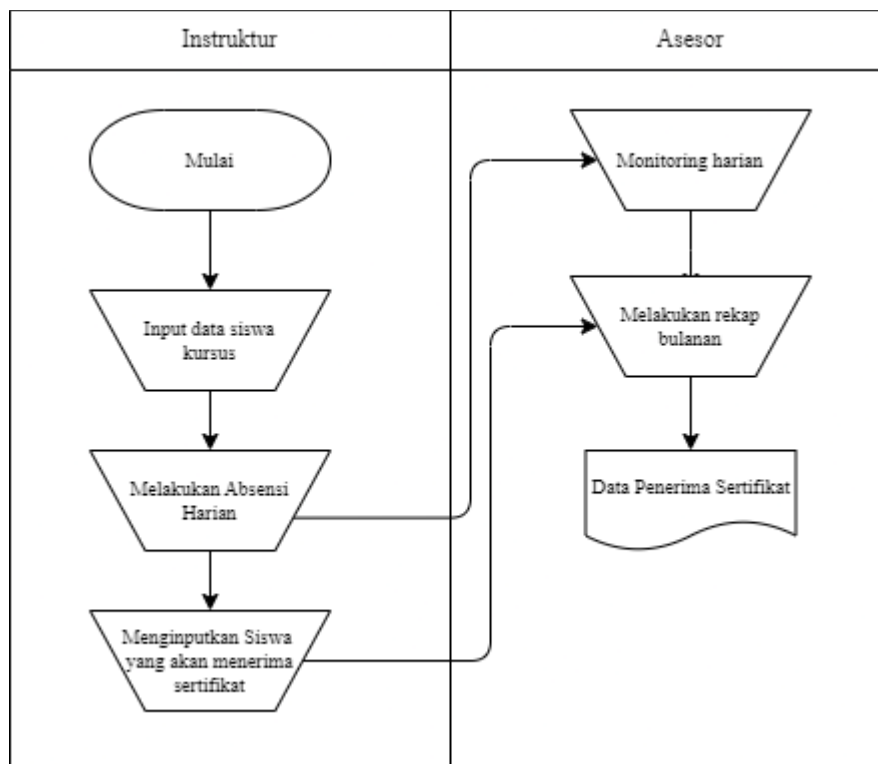 Instruktur
Asesor
Mulai
Input data siswa
kursus
Melakukan Absensi
Harian
Menginputkan Siswa
yang akan menerima
sertifikat
Monitoring harian
Melakukan rekap
bulanan
Data Penerima Sertifikat